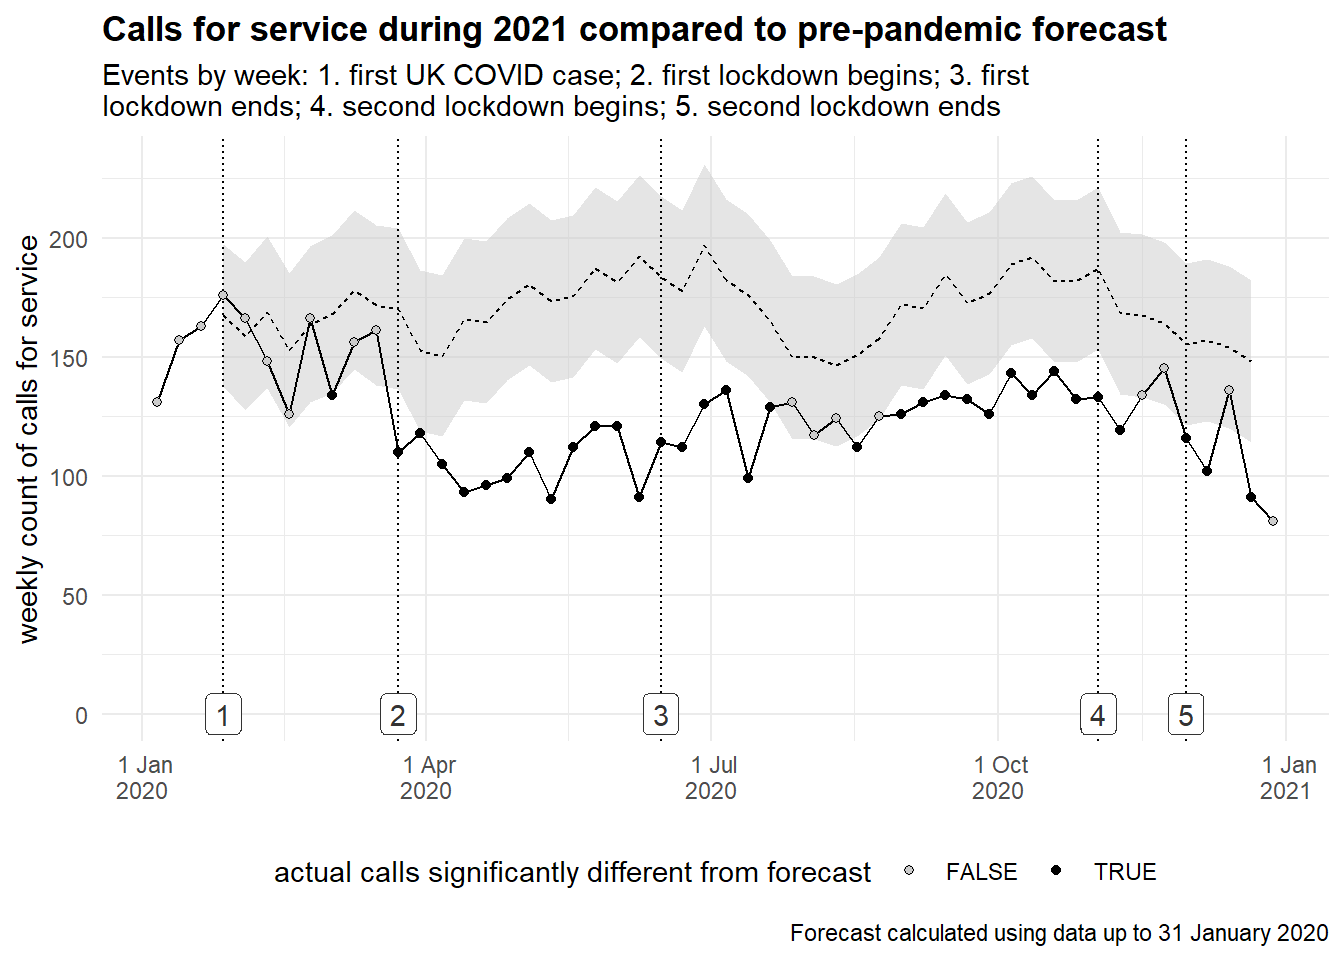 Calls for service during 2021 compared to pre-pandemic forecast
Events by week: 1. first UK COVID case; 2. first lockdown begins; 3. first
lockdown ends; 4. second lockdown begins; 5. second lockdown ends
weekly count of calls for service
200
150
100
50
0
1
2
3
4
5
1 Jan
2020
1 Apr
2020
1 Jul
2020
1 Oct
2020
1 Jan
2021
actual calls significantly different from forecast
FALSE
TRUE
Forecast calculated using data up to 31 January 2020